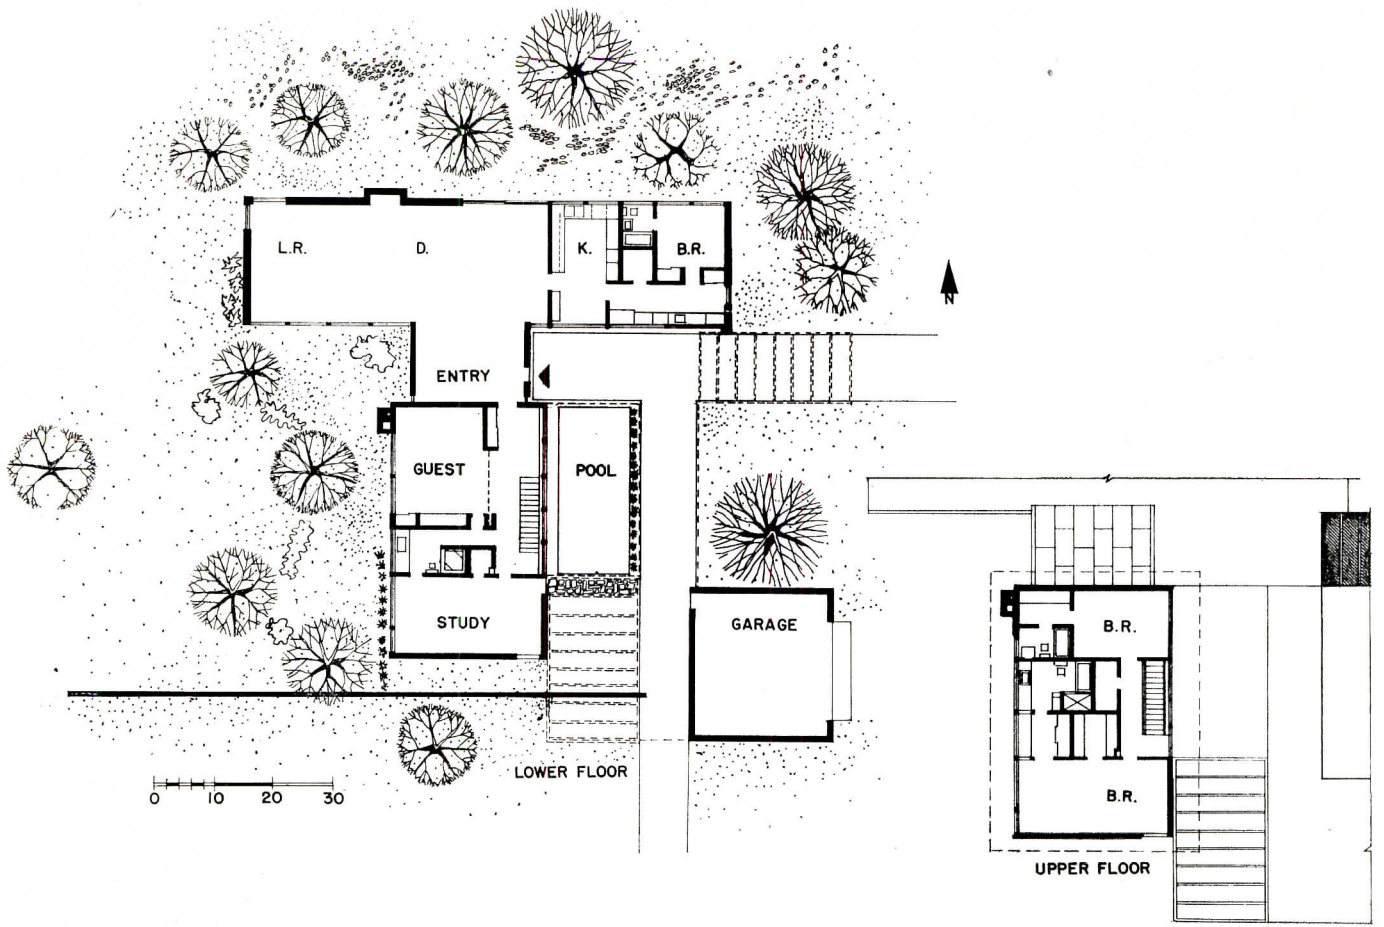 L.R.
D.
K.
B.R.
N
ENTRY
GUEST
POOL
STUDY
GARAGE
B.R.
B.R.
LOWER FLOOR
0 10 20 30
UPPER FLOOR